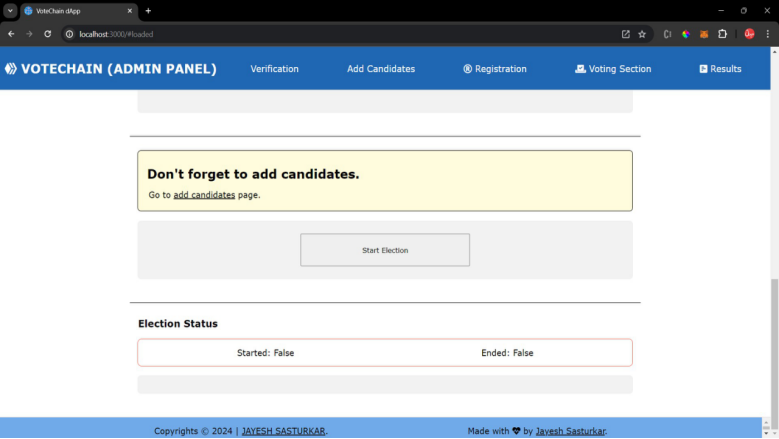 VoteChain dApp
localhost:3000/#loaded
VOTECHAIN (ADMIN PANEL)
Verification
Add Candidates
Registration
Voting Section
Results
Don't forget to add candidates.
Go to add candidates page.
Start Election
Election Status
Started: False
Ended: False
Copyrights © 2024 | JAYESH SASTURKAR.
Made with by Jayesh Sasturkar.